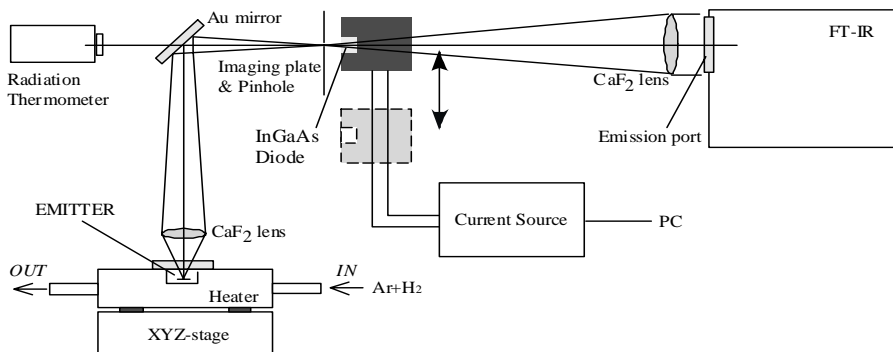 Au mirror
FT-IR
Radiation
Thermometer
Imaging plate
& Pinhole
CaF2 lens
InGaAs
Diode
Emission port
EMITTER
CaF2 lens
Current Source
PC
OUT
IN
Heater
Ar+H2
XYZ-stage